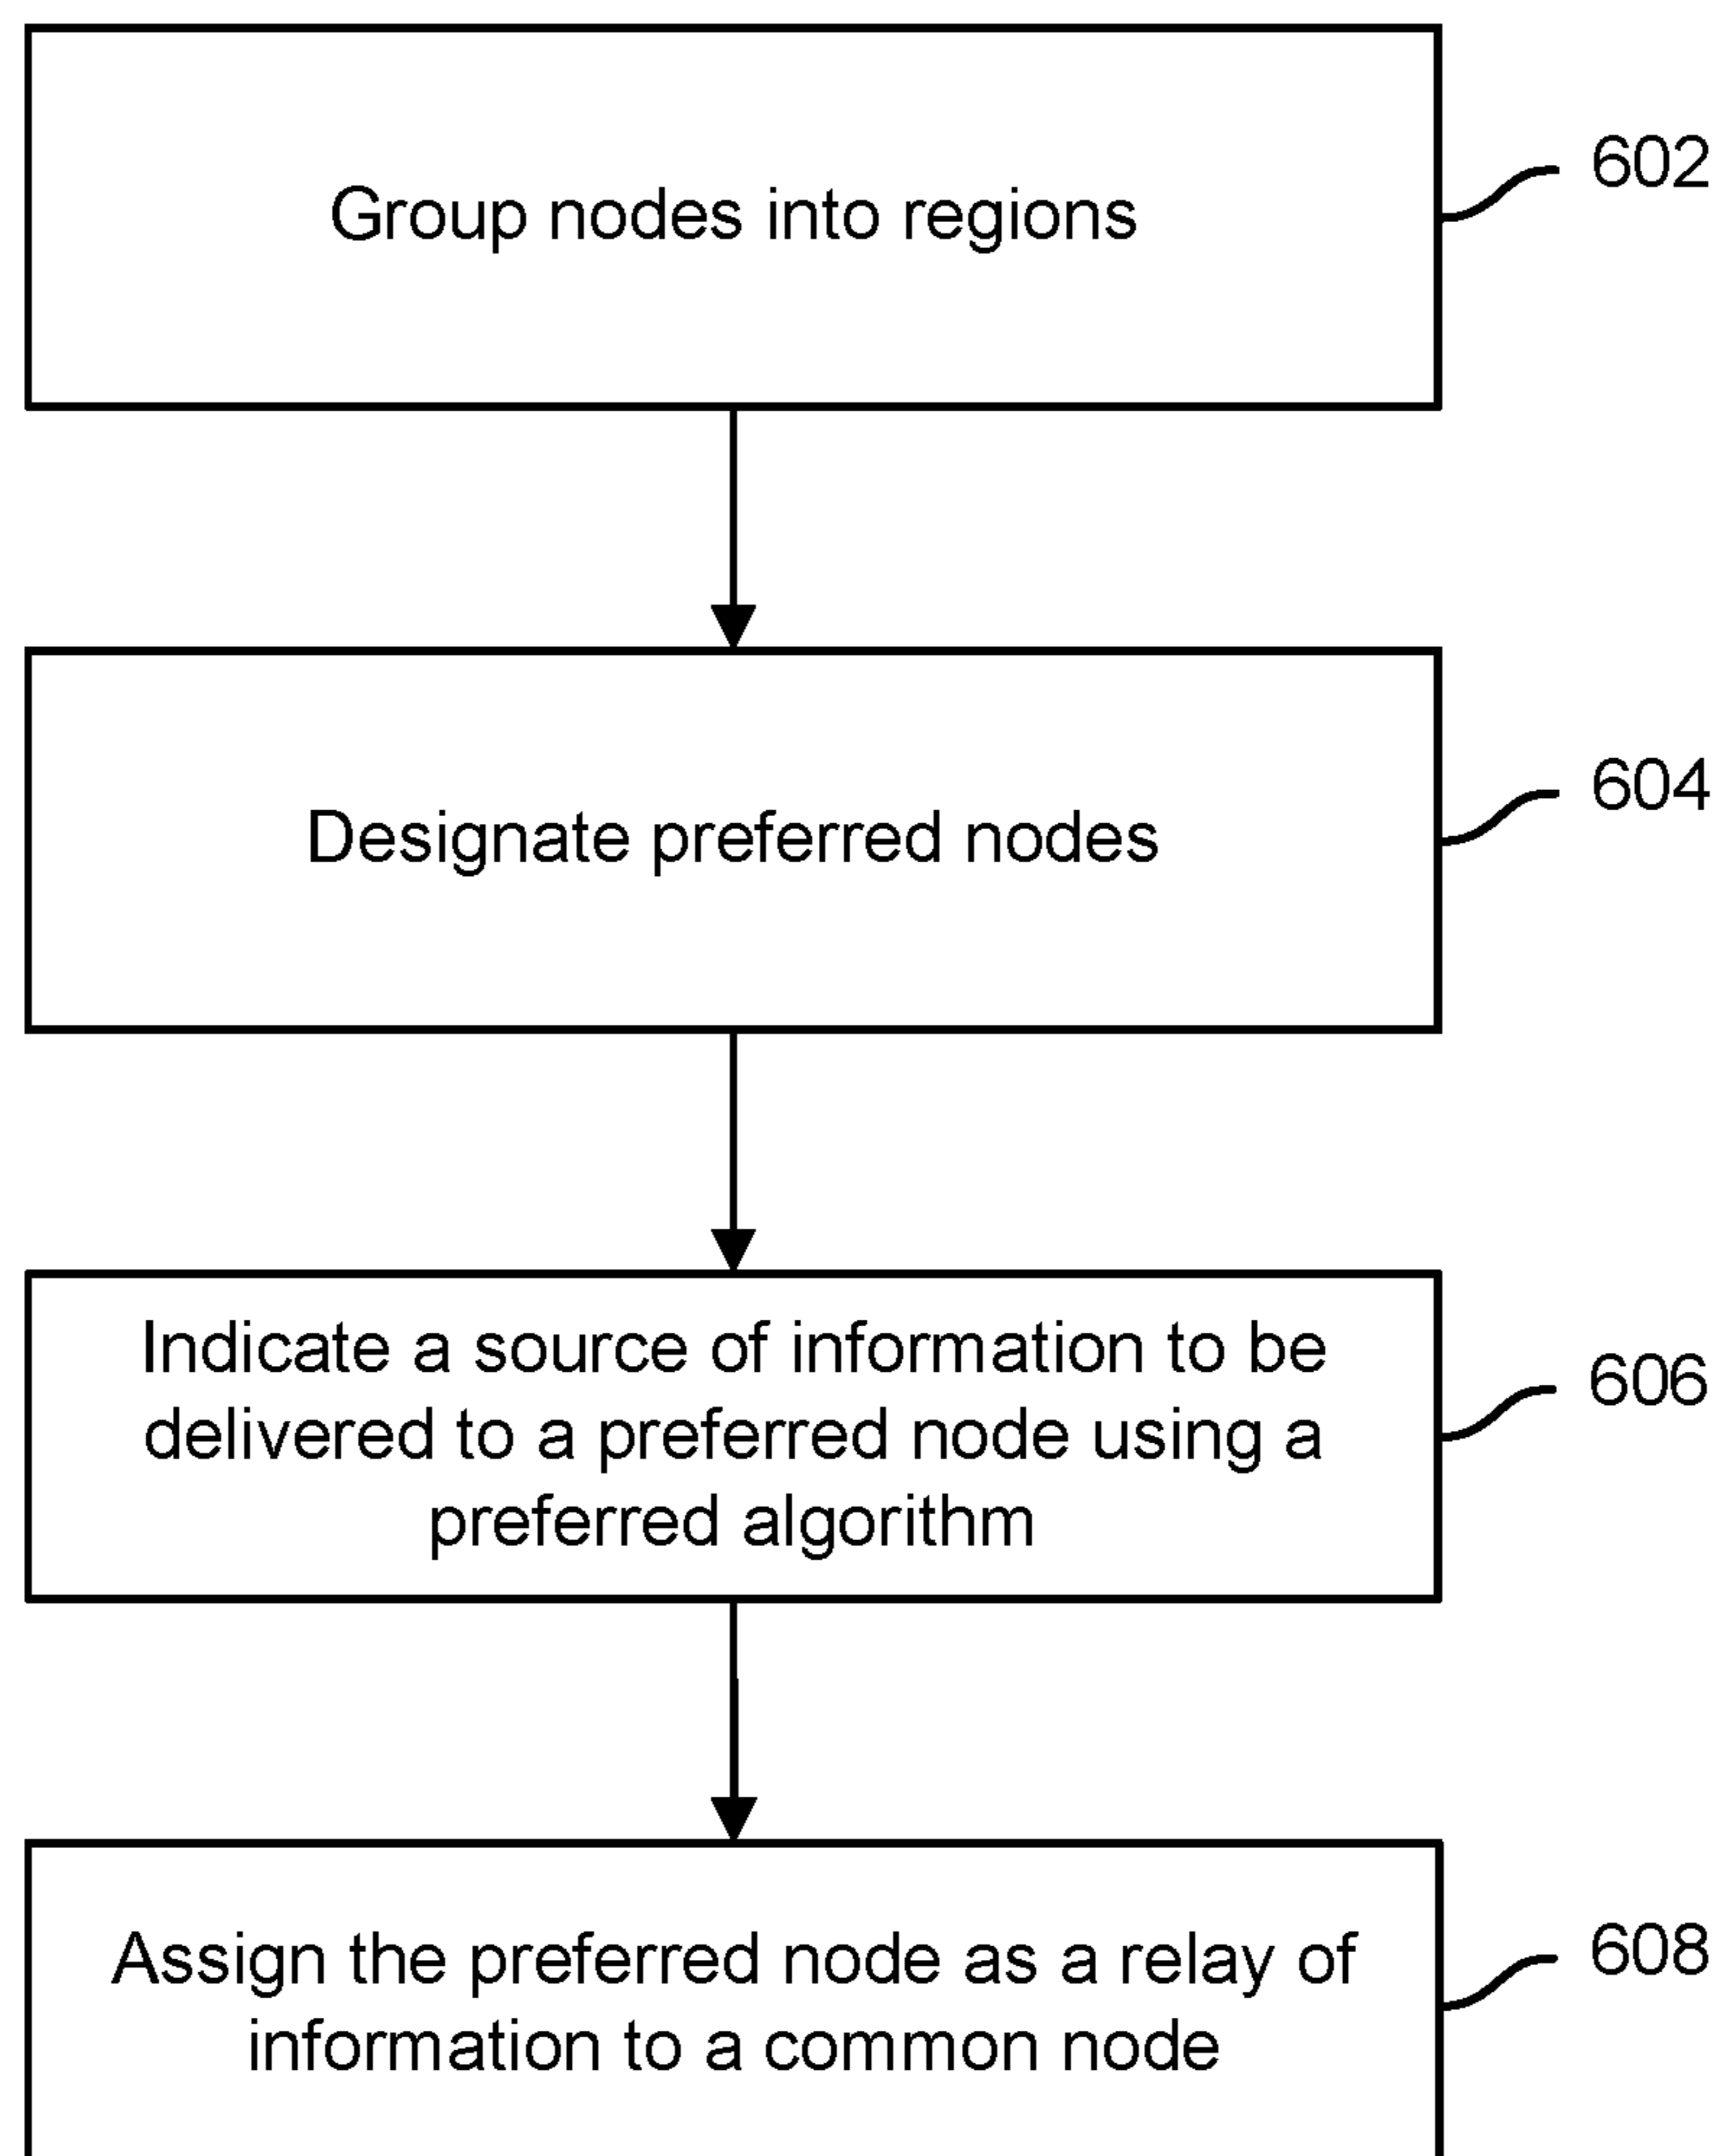 Group nodes into regions
602
Designate preferred nodes
604
Indicate a source of information to be
delivered to a preferred node using a
preferred algorithm
606
Assign the preferred node as a relay of
information to a common node
608